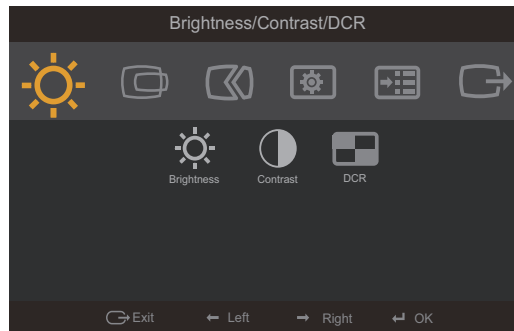 Brightness/Contrast/DCR
Brightness Contrast DCR
Exit Left Right OK